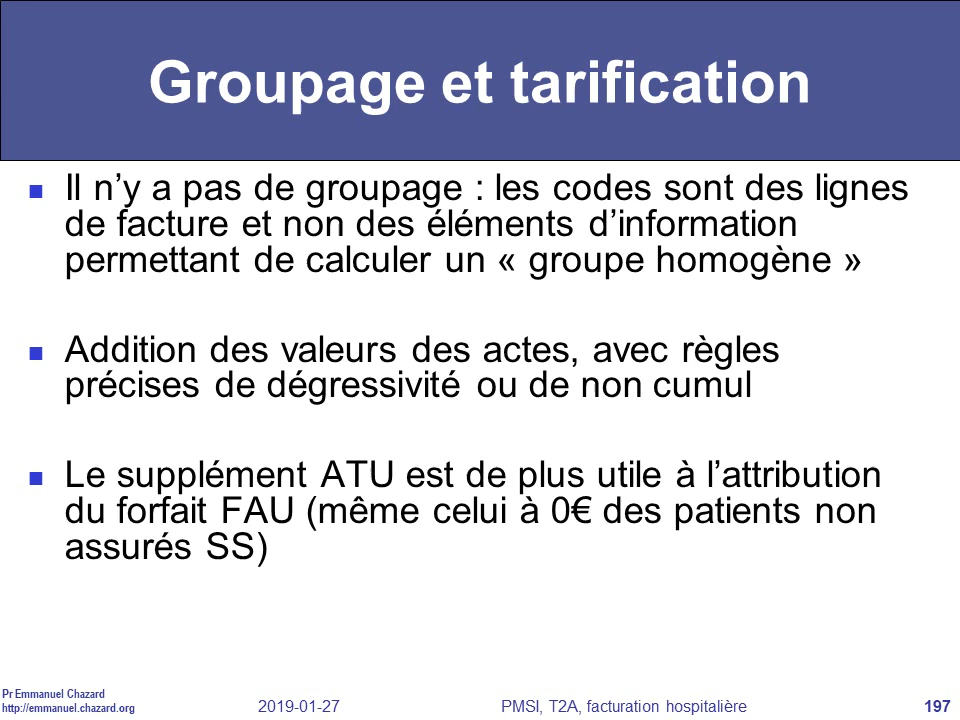 Groupage et tarification
Il n’y a pas de groupage : les codes sont des lignes
de facture et non des éléments d’information
permettant de calculer un « groupe homogène »
Addition des valeurs des actes, avec règles
précises de dégressivité ou de non cumul
Le supplément ATU est de plus utile à l’attribution
du forfait FAU (même celui à 0€ des patients non
assurés SS)
Pr Emmanuel Chazard
http://emmanuel.chazard.org
2019-01-27
PMSI, T2A, facturation hospitalière
197